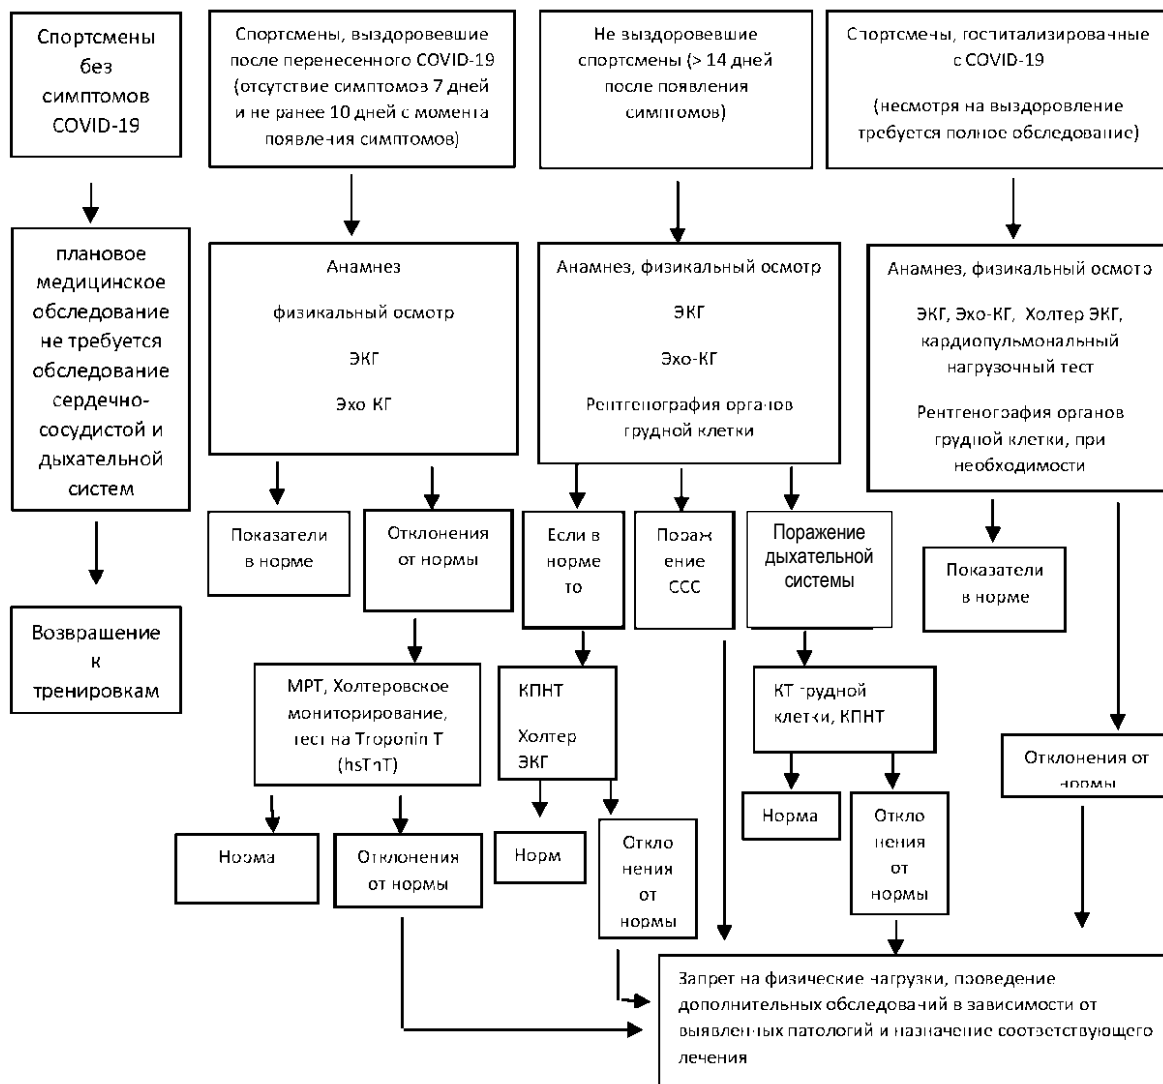 Спортсмены
без
симптомов
COVID-19
Спортсмены, выздоровевшие
после перенесенного COVID-19
(отсутствие симптомов 7 дней
и не ранее 10 дней с момента
появления симптомов)
Не выздоровевшие
спортсмены (> 14 дней
после появления
симптомов)
Спортсмены, госпитализированные
с COVID-19
(несмотря на выздоровление
требуется полное обследование)
плановое
медицинское
обследование
не требуется
обследование
сердечно-
сосудистой и
дыхательной
систем
Анамнез
физикальный осмотр
ЭКГ
Эхо КГ
Анамнез, физикальный осмотр
ЭКГ
Эхо-КГ
Рентгенография органов
грудной клетки
Анамнез, физикальный осмотр
ЭКГ, Эхо-КГ, Холтер ЭКГ,
кардиопульмональный
нагрузочный тест
Рентгенография органов
грудной клетки, при
необходимости
Показатели
в норме
Отклонения
от нормы
Если в
норме
то
Пораж
ение
ССС
Поражение
дыхательной
системы
Показатели
в норме
Возвращение
к
тренировкам
МРТ, Холтеровское
мониторирование,
тест на Troponin T
(hsTnT)
КПНТ
Холтер
ЭКГ
КТ грудной
клетки, КПНТ
Отклонения от
нормы
Норма
Отклонения
от нормы
Норм
Откло
нения
от
нормы
Норма
Откло
нения
от
нормы
Запрет на физические нагрузки, проведение
дополнительных обследований в зависимости от
выявленных патологий и назначение соответствующего
лечения